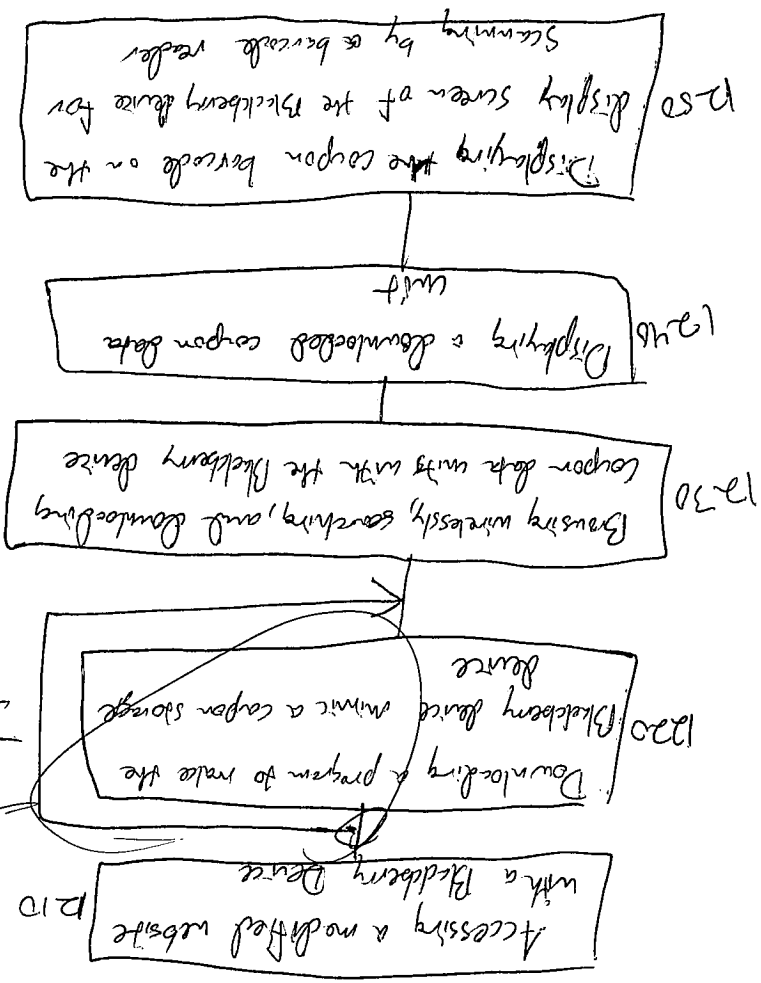 Accessing a modified website
with a Blackberry Device
1210
Downloading a program to make the
Blackberry device mimic a coupon storage
device
1220
Browsing wirelessly, searching, and downloading
coupon data units with the Blackberry device
1230
Displaying a downloaded coupon data
unit
1240
Displaying the coupon barcode on the
display screen of the Blackberry device for
scanning by a barcode reader
1250